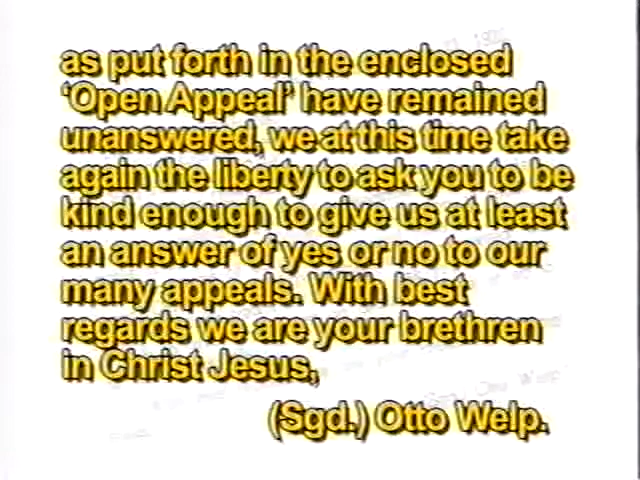 as put forth in the enclosed
‘Open Appeal’ have remained
unanswered, we at this time take
again the liberty to ask you to be
kind enough to give us at least
an answer of yes or no to our
many appeals. With best
regards we are your brethren
in Christ Jesus,
(Sgd.) Otto Welp.